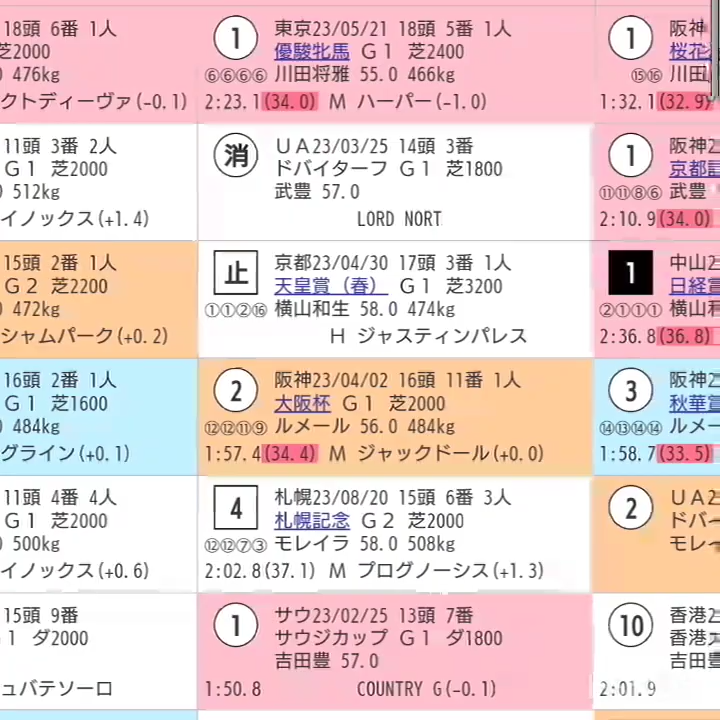 18頭 6番 1人
芝2000
476kg
クトディーヴァ(-0.1)
1 東京23/05/21 18頭 5番 1人
優駿牝馬 Ｇ1 芝2400
⑥⑥⑥⑥ 川田将雅 55.0 466kg
2:23.1(34.0) M ハーパー(-1.0)
1 阪神
桜花
⑮⑯ 川田
1:32.1(32.9)
11頭 3番 2人
Ｇ1 芝2000
512kg
イノックス(+1.4)
消 ＵＡ23/03/25 14頭 3番
ドバイターフ Ｇ1 芝1800
武豊 57.0
LORD NORT
1 阪神2
京都記
⑪⑪⑧⑥ 武豊
2:10.9(34.0)
15頭 2番 1人
Ｇ2 芝2200
472kg
シャムパーク(+0.2)
止 京都23/04/30 17頭 3番 1人
天皇賞（春） Ｇ1 芝3200
①①②⑯ 横山和生 58.0 474kg
H ジャスティンパレス
1 中山2
日経賞
②①①① 横山和
2:36.8(36.8)
16頭 2番 1人
Ｇ1 芝1600
484kg
グライン(+0.1)
2 阪神23/04/02 16頭 11番 1人
大阪杯 Ｇ1 芝2000
⑫⑫⑪⑨ ルメール 56.0 484kg
1:57.4(34.4) M ジャックドール(+0.0)
3 阪神2
秋華賞
⑭⑬⑭⑭ ルメー
1:58.7(33.5)
11頭 4番 4人
Ｇ1 芝2000
500kg
イノックス(+0.6)
4 札幌23/08/20 15頭 6番 3人
札幌記念 Ｇ2 芝2000
⑫⑫⑦③ モレイラ 58.0 508kg
2:02.8(37.1) M プログノーシス(+1.3)
2 ＵＡ2
ドバ
モレ
15頭 9番
1 ダ2000
ュバテソーロ
1 サウ23/02/25 13頭 7番
サウジカップ Ｇ1 ダ1800
吉田豊 57.0
1:50.8 COUNTRY G(-0.1)
10 香港2
香港
吉田豊
2:01.9